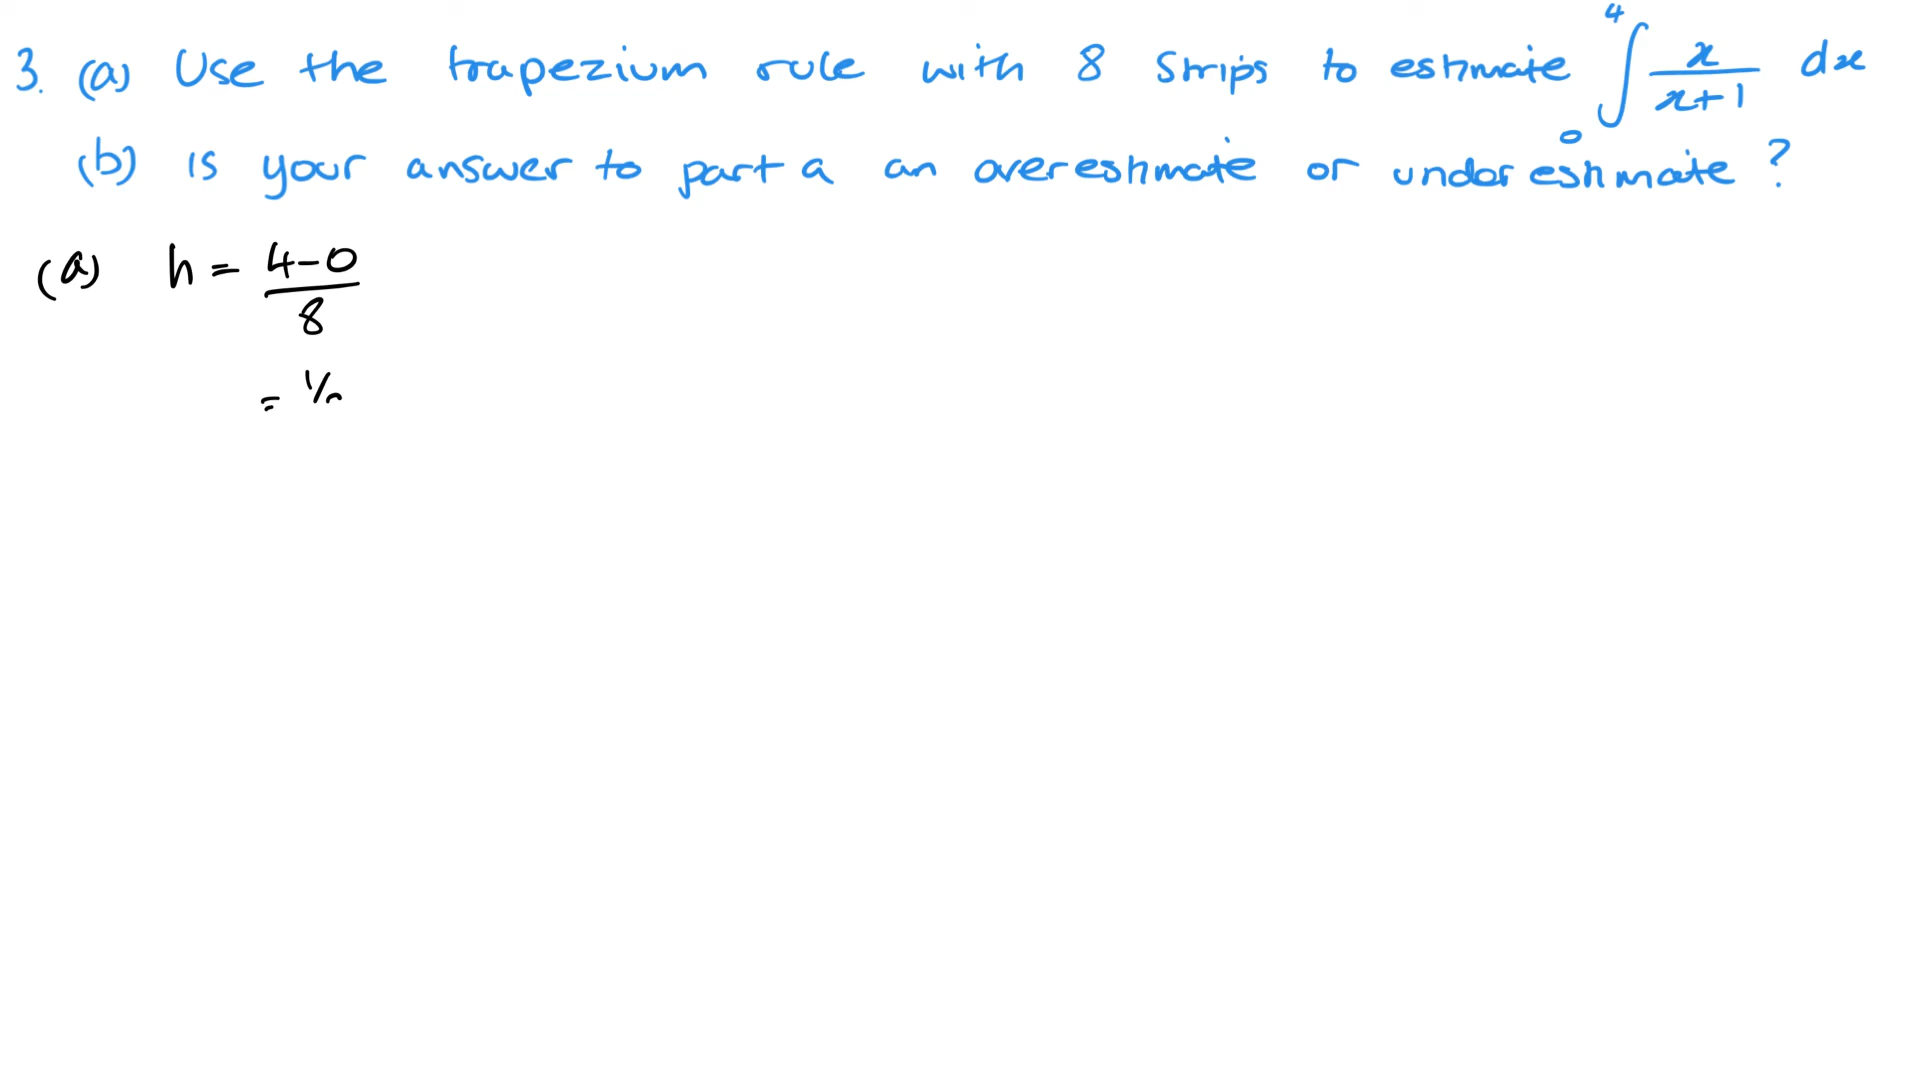 3. (a) Use the trapezium rule with 8 strips to estimate ∫₀⁴ x/(x+1) dx
(b) is your answer to part a an overestimate or underestimate ?
(a) h = (4-0)/8
= 1/